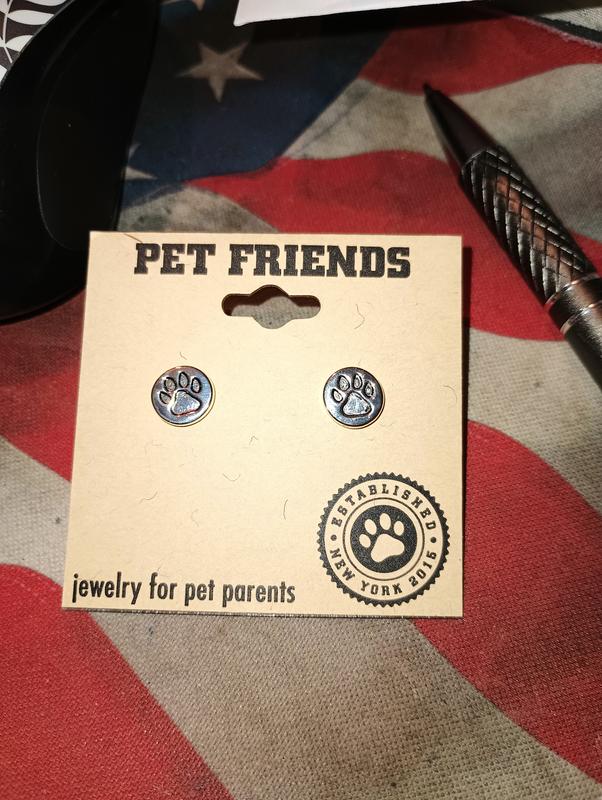 PET FRIENDS
jewelry for pet parents
ESTABLISHED
NEW YORK 2015